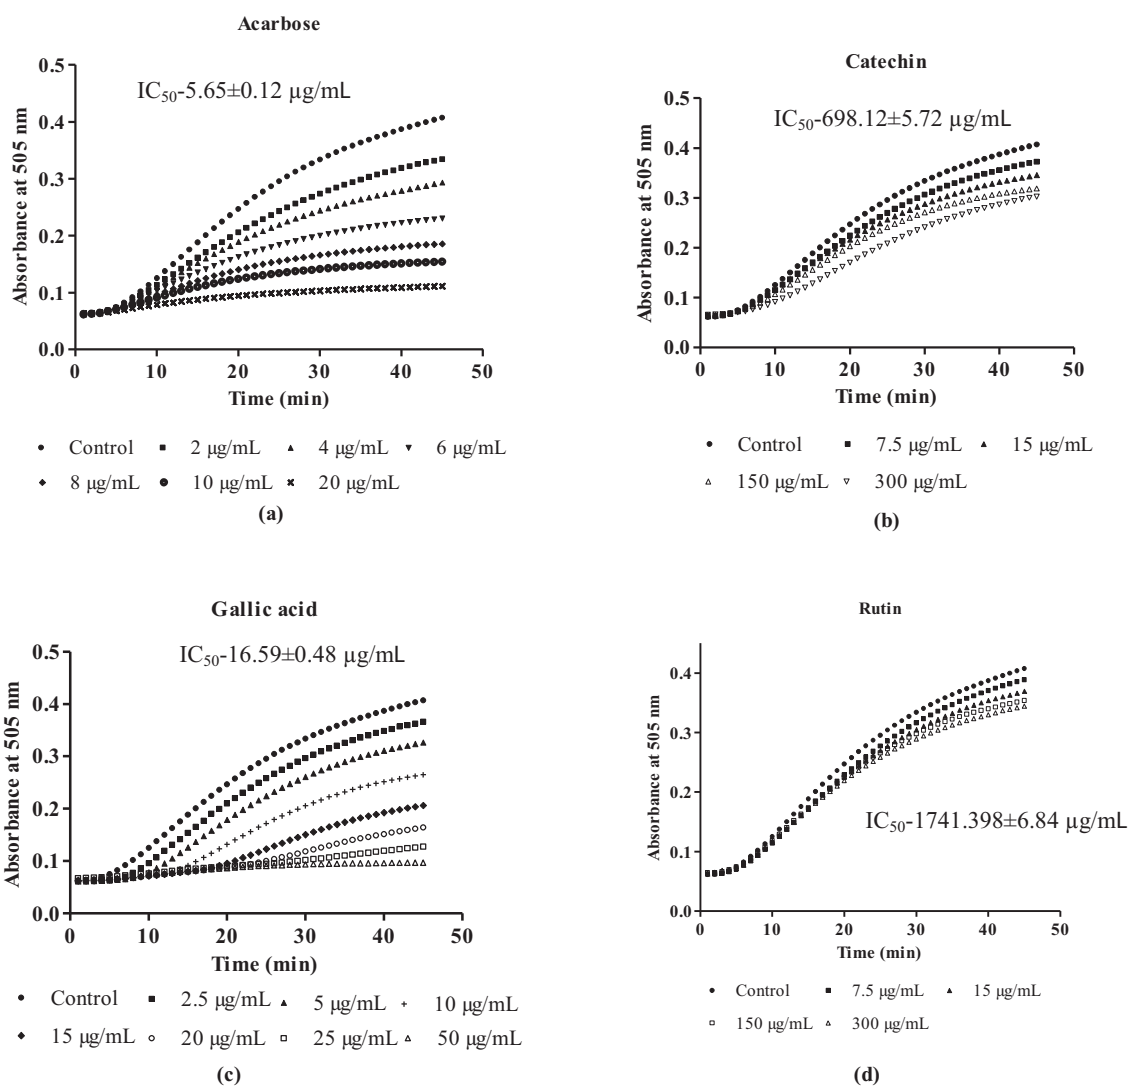 Acarbose
IC50-5.65±0.12 µg/mL
Absorbance at 505 nm
0.5
0.4
0.3
0.2
0.1
0.0
0 10 20 30 40 50
Time (min)
Control 2 µg/mL 4 µg/mL 6 µg/mL
8 µg/mL 10 µg/mL 20 µg/mL
(a)
Catechin
IC50-698.12±5.72 µg/mL
Absorbance at 505 nm
0.5
0.4
0.3
0.2
0.1
0.0
0 10 20 30 40 50
Time (min)
Control 7.5 µg/mL 15 µg/mL
150 µg/mL 300 µg/mL
(b)
Gallic acid
IC50-16.59±0.48 µg/mL
Absorbance at 505 nm
0.5
0.4
0.3
0.2
0.1
0.0
0 10 20 30 40 50
Time (min)
Control 2.5 µg/mL 5 µg/mL 10 µg/mL
15 µg/mL 20 µg/mL 25 µg/mL 50 µg/mL
(c)
Rutin
IC50-1741.398±6.84 µg/mL
Absorbance at 505 nm
0.4
0.3
0.2
0.1
0.0
0 10 20 30 40 50
Time (min)
Control 7.5 µg/mL 15 µg/mL
150 µg/mL 300 µg/mL
(d)